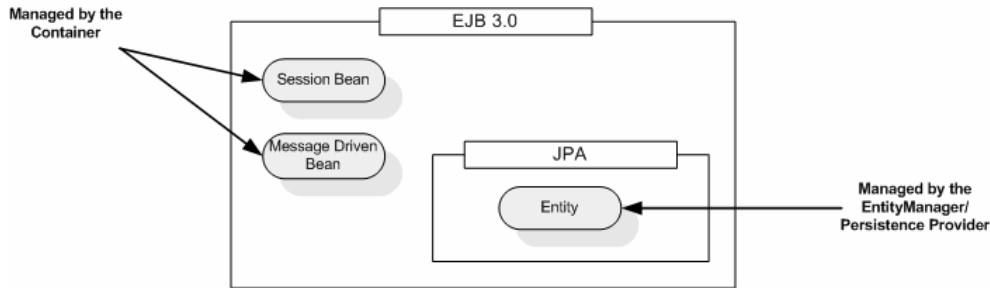 Managed by the
Container
EJB 3.0
Session Bean
Message Driven
Bean
JPA
Entity
Managed by the
EntityManager/
Persistence Provider